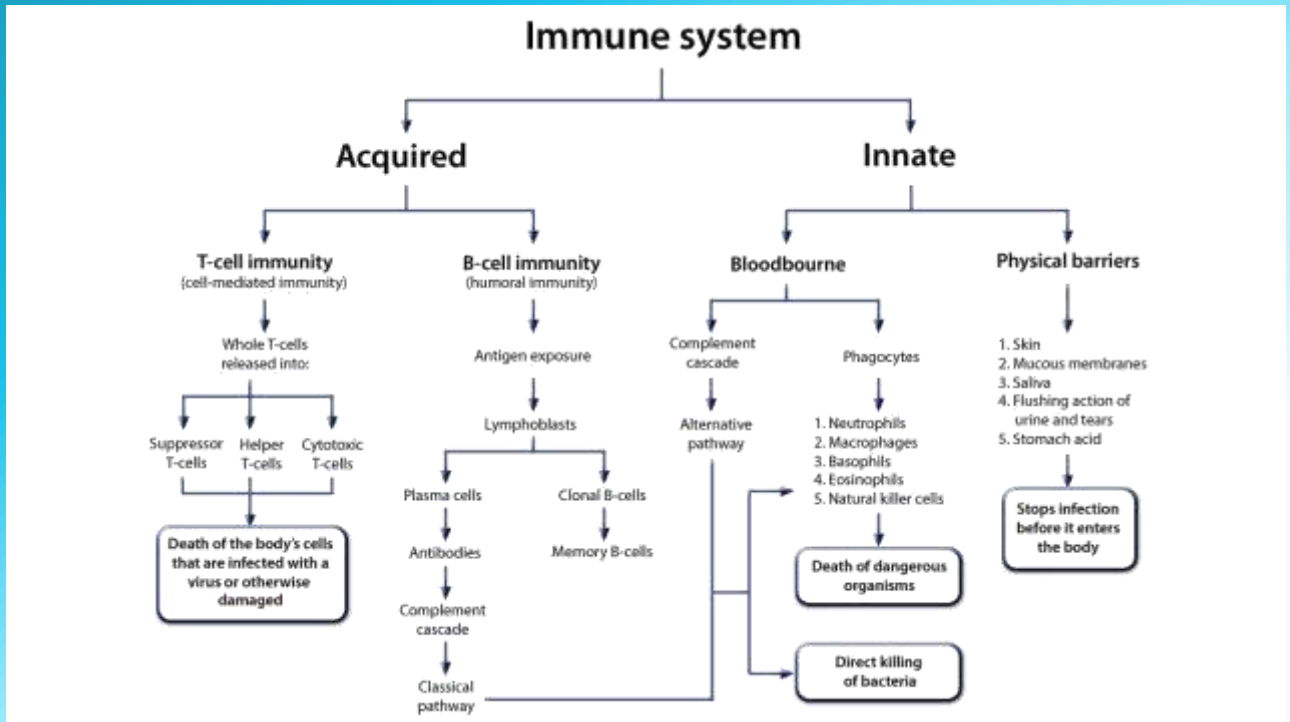 Immune system
Acquired
Innate
T-cell immunity
(cell-mediated immunity)
B-cell immunity
(humoral immunity)
Bloodbourne
Physical barriers
Whole T-cells
released into:
Antigen exposure
Complement
cascade
Phagocytes
1. Skin
2. Mucous membranes
3. Saliva
4. Flushing action of
urine and tears
5. Stomach acid
Suppressor
T-cells
Helper
T-cells
Cytotoxic
T-cells
Lymphoblasts
Alternative
pathway
1. Neutrophils
2. Macrophages
3. Basophils
4. Eosinophils
5. Natural killer cells
Plasma cells
Clonal B-cells
Stops infection
before it enters
the body
Death of the body's cells
that are infected with a
virus or otherwise
damaged
Antibodies
Memory B-cells
Death of dangerous
organisms
Complement
cascade
Direct killing
of bacteria
Classical
pathway